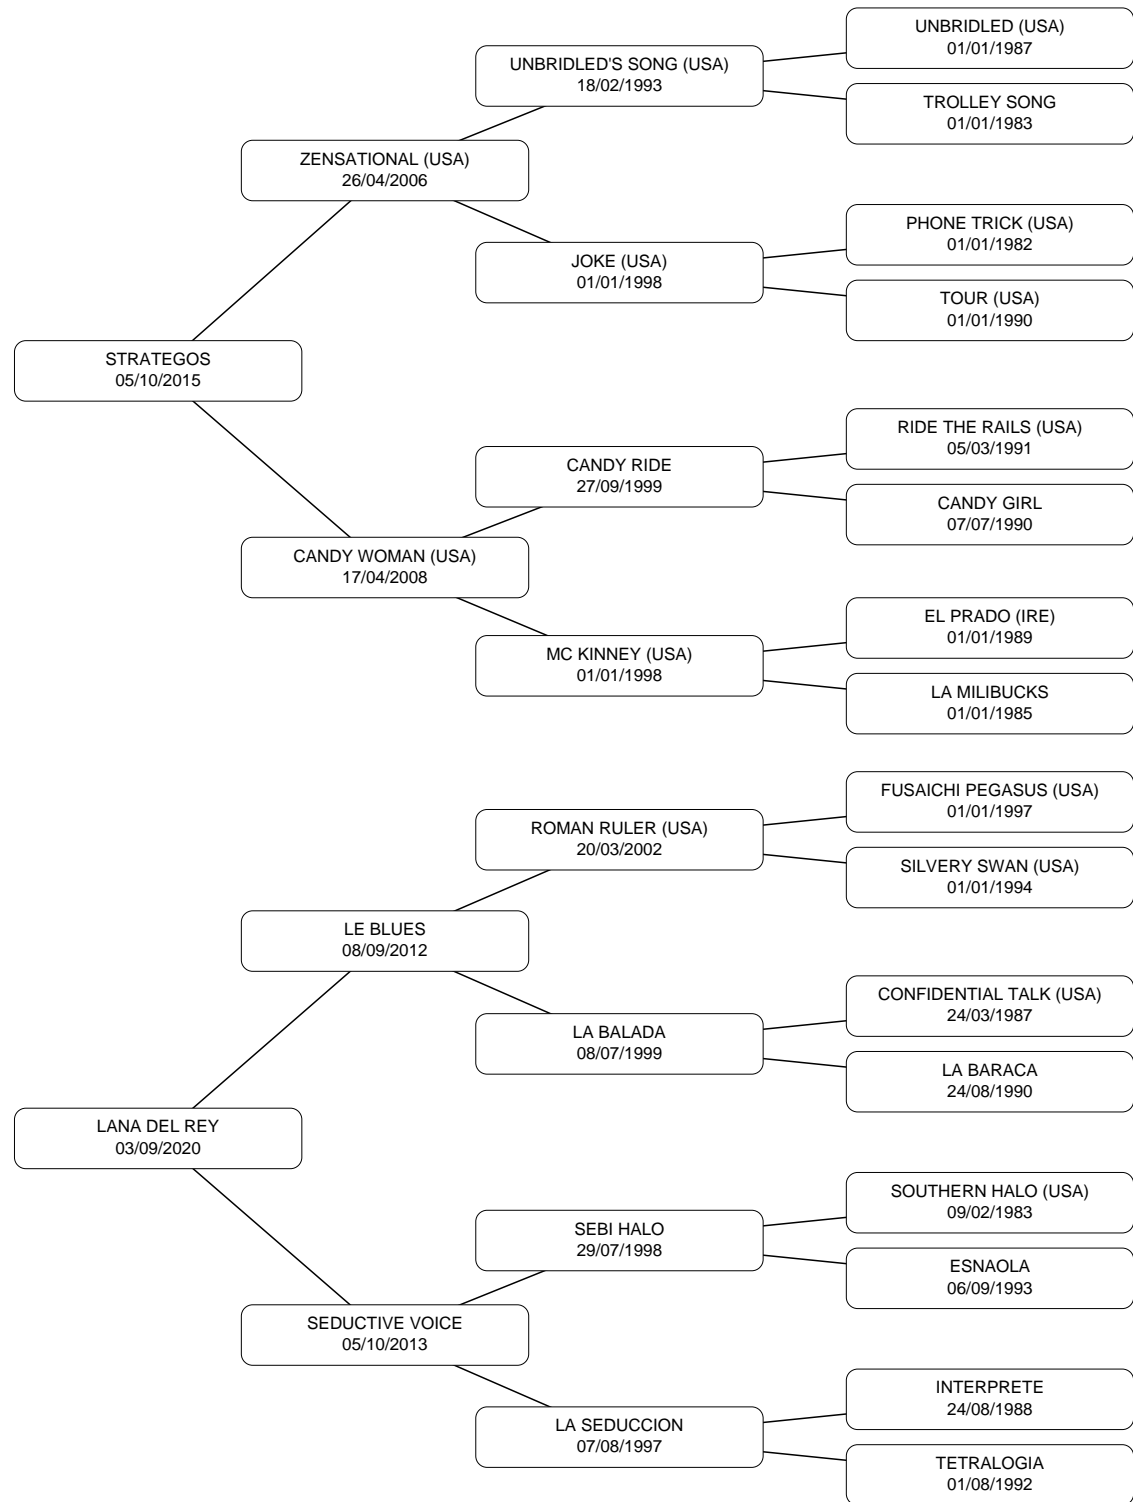 UNBRIDLED (USA)
01/01/1987
UNBRIDLED'S SONG (USA)
18/02/1993
TROLLEY SONG
01/01/1983
ZENSATIONAL (USA)
26/04/2006
PHONE TRICK (USA)
01/01/1982
JOKE (USA)
01/01/1998
TOUR (USA)
01/01/1990
STRATEGOS
05/10/2015
RIDE THE RAILS (USA)
05/03/1991
CANDY RIDE
27/09/1999
CANDY GIRL
07/07/1990
CANDY WOMAN (USA)
17/04/2008
EL PRADO (IRE)
01/01/1989
MC KINNEY (USA)
01/01/1998
LA MILIBUCKS
01/01/1985
FUSAICHI PEGASUS (USA)
01/01/1997
ROMAN RULER (USA)
20/03/2002
SILVERY SWAN (USA)
01/01/1994
LE BLUES
08/09/2012
CONFIDENTIAL TALK (USA)
24/03/1987
LA BALADA
08/07/1999
LA BARACA
24/08/1990
LANA DEL REY
03/09/2020
SOUTHERN HALO (USA)
09/02/1983
SEBI HALO
29/07/1998
ESNAOLA
06/09/1993
SEDUCTIVE VOICE
05/10/2013
INTERPRETE
24/08/1988
LA SEDUCCION
07/08/1997
TETRALOGIA
01/08/1992